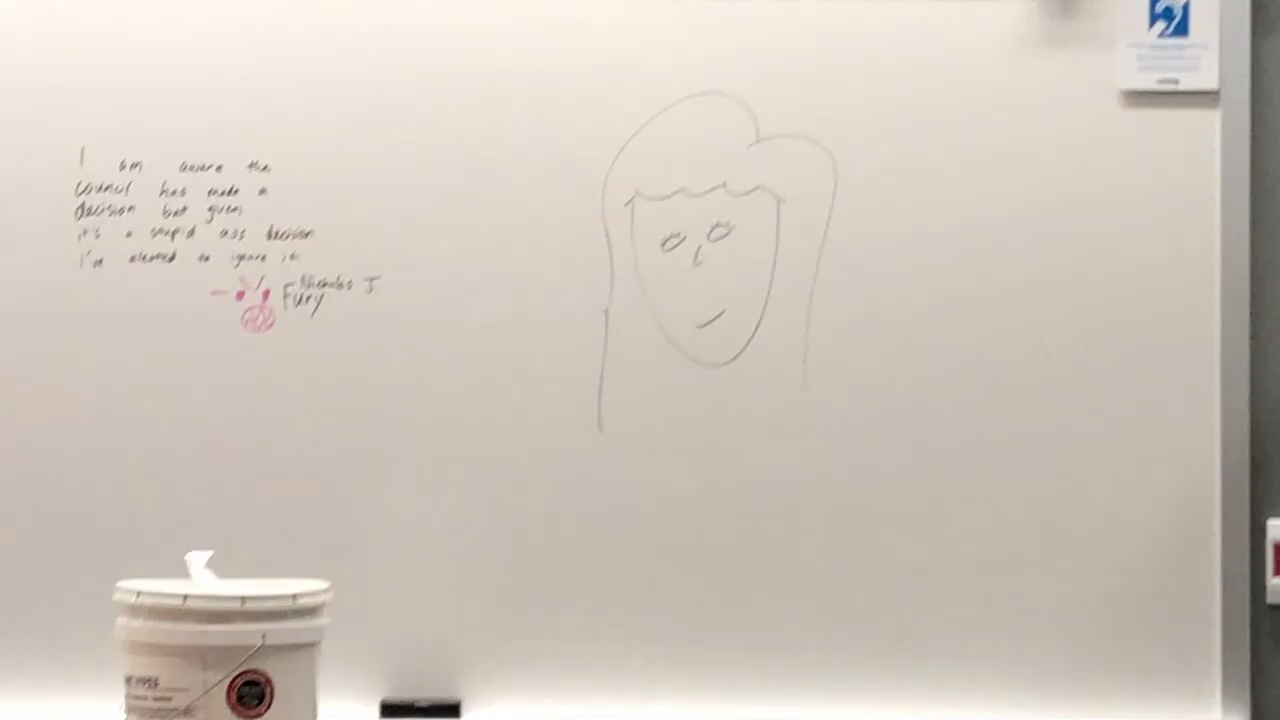 I am aware the
council has made a
decision but given
it's a stupid ass decision
I've elected to ignore it
Nicholas J.
Fury
WIPES